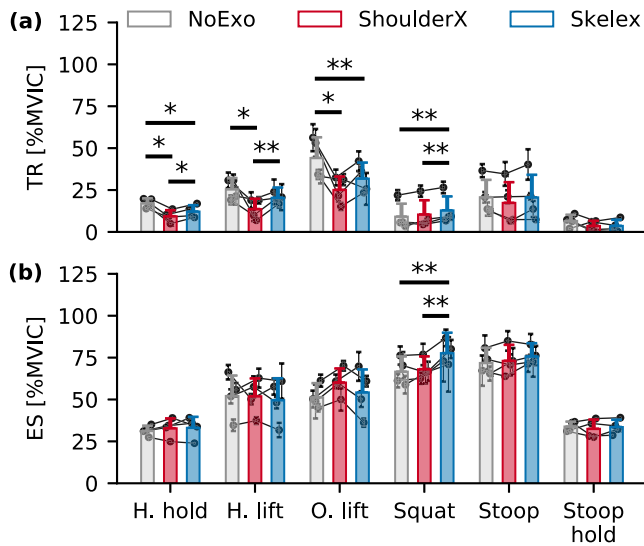 (a) NoExo ShoulderX Skelex
125
100
75
50
25
0
TR [%MVIC]
* * *
* **
** *
** **
(b)
125
100
75
50
25
0
ES [%MVIC]
** **
H. hold H. lift O. lift Squat Stoop Stoop hold